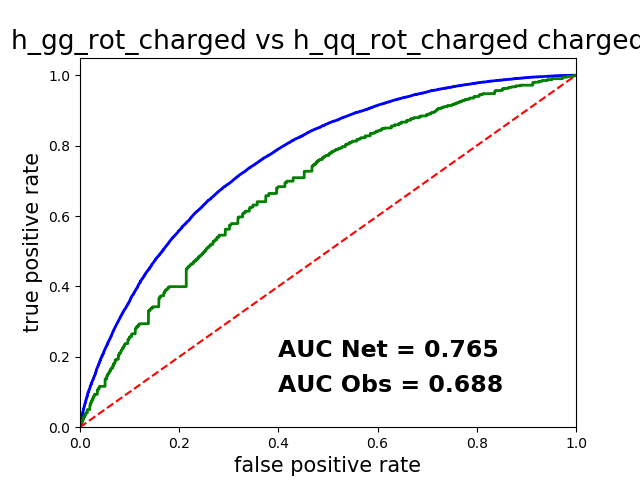 h_gg_rot_charged vs h_qq_rot_charged charged
1.0
0.8
0.6
0.4
0.2
0.0
true positive rate
AUC Net = 0.765
AUC Obs = 0.688
0.0 0.2 0.4 0.6 0.8 1.0
false positive rate